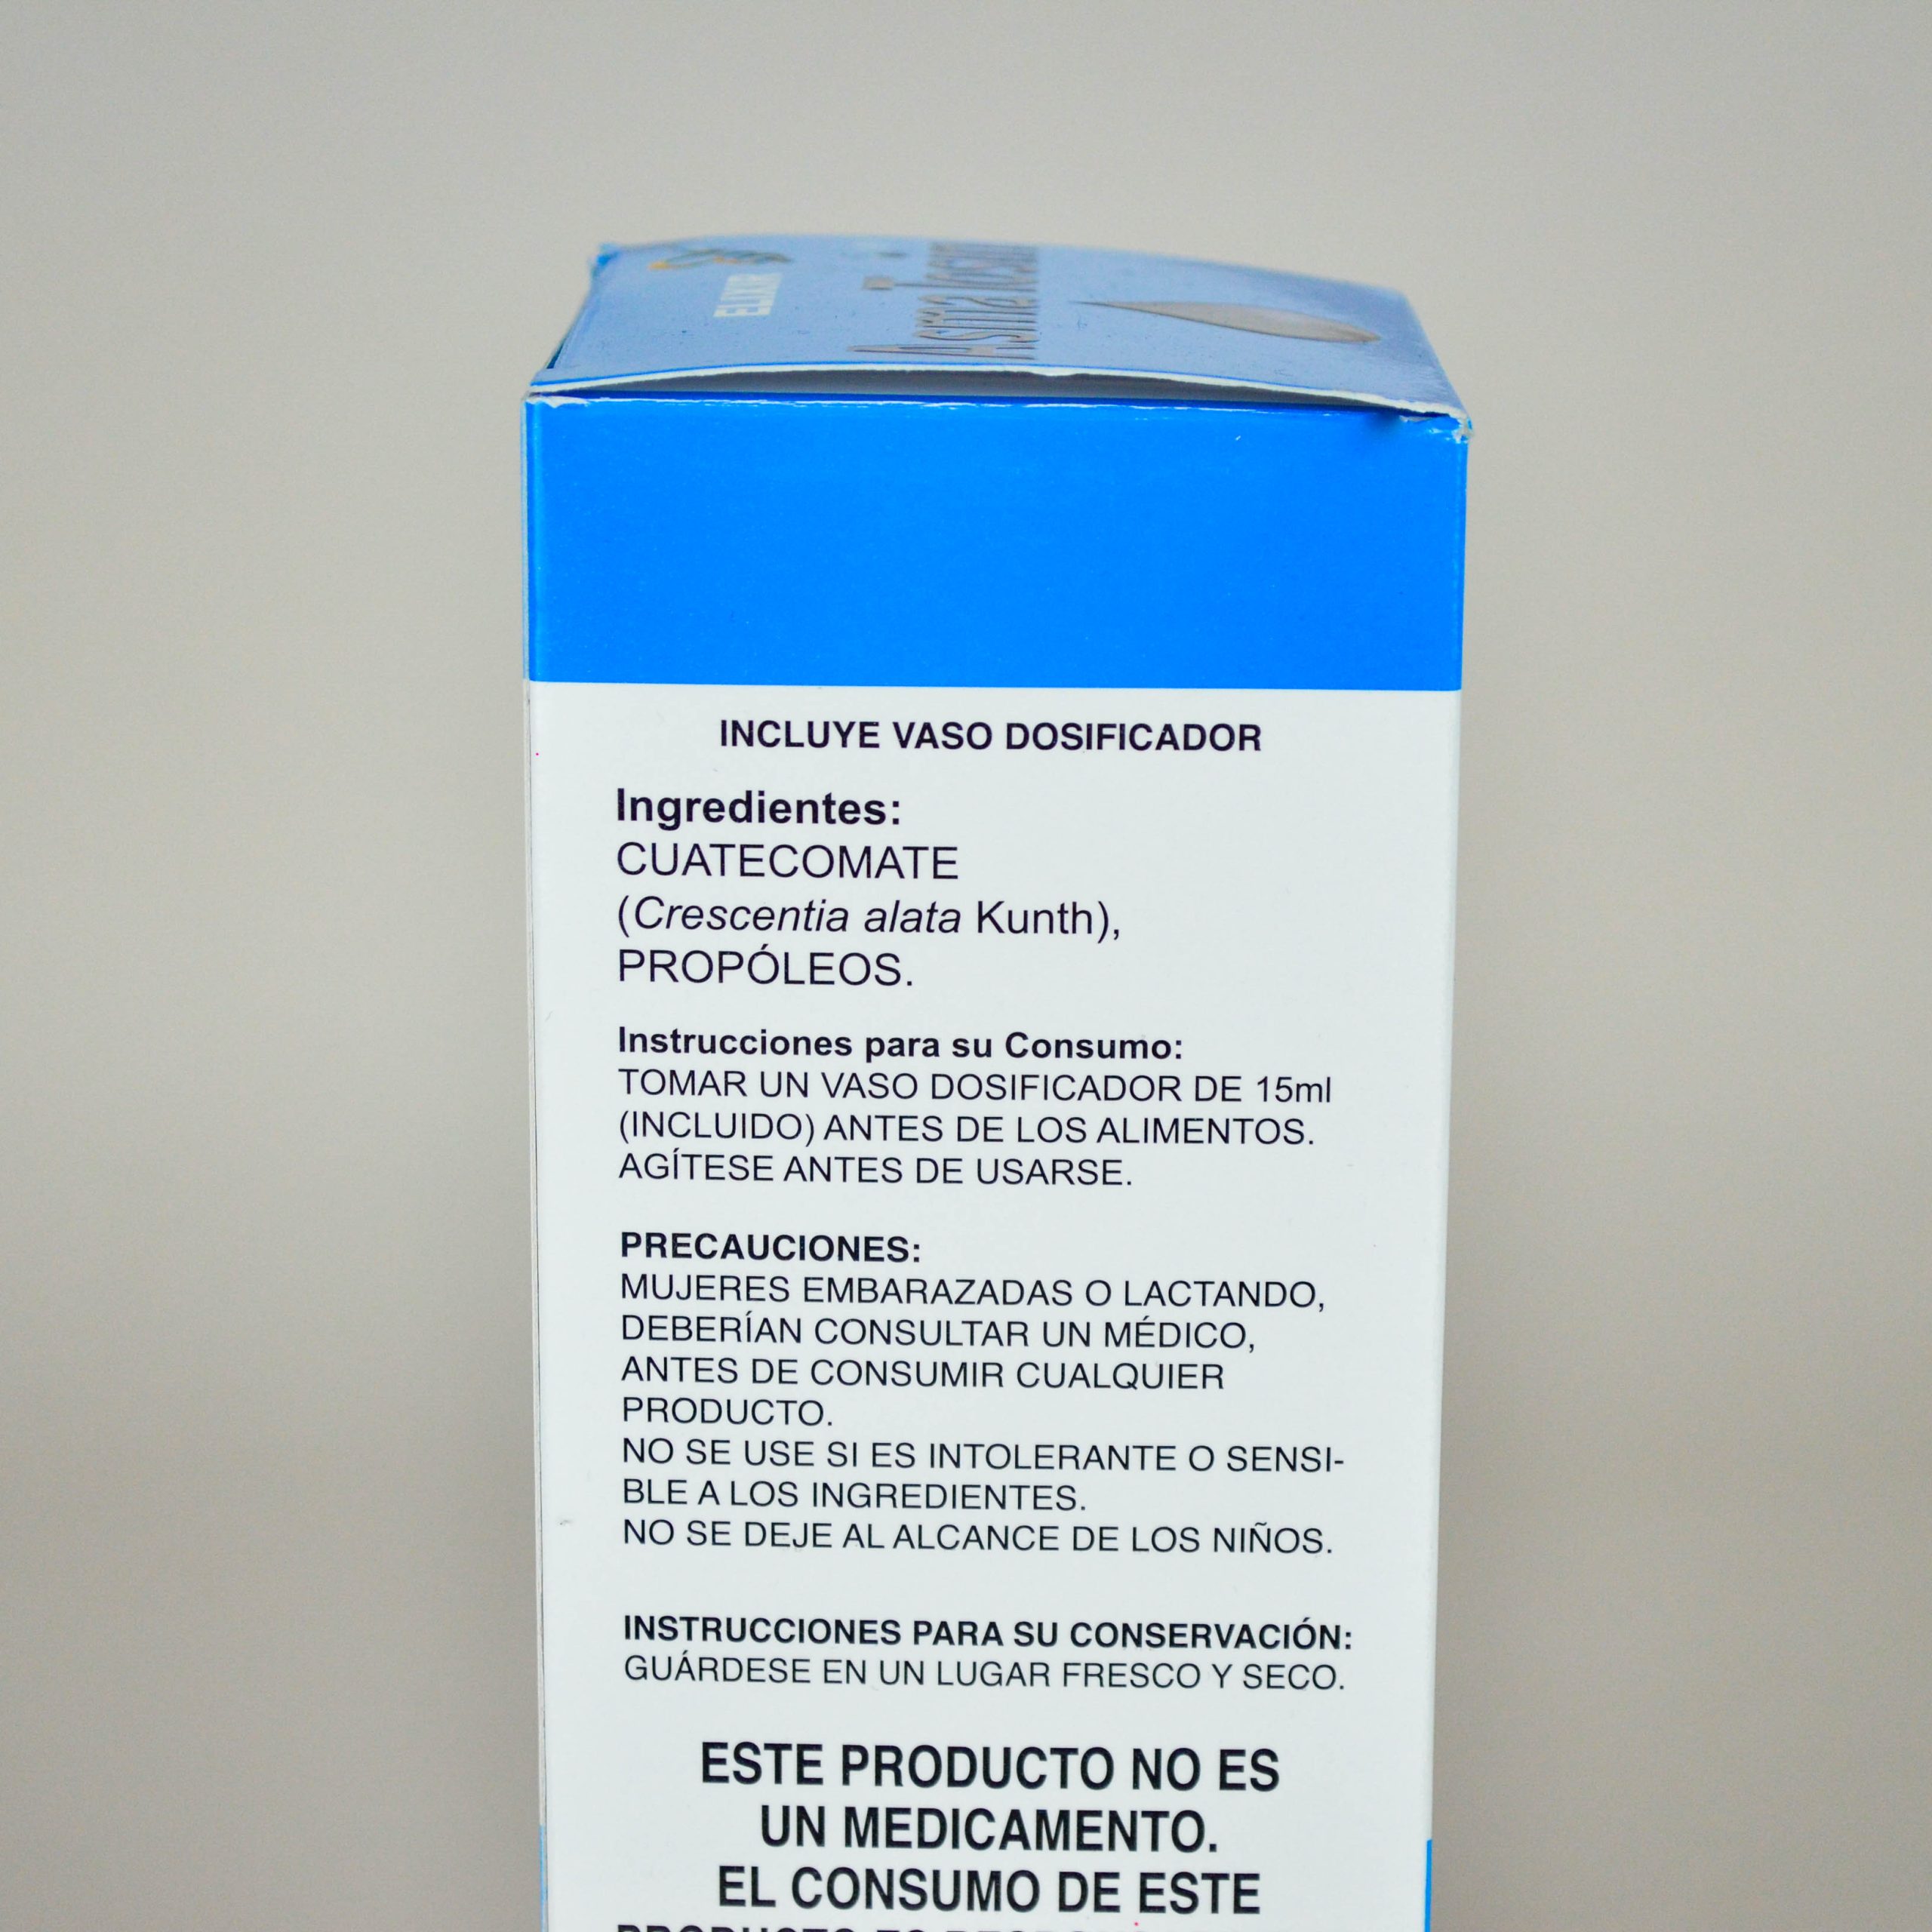 ELIXIR
Asma Tosin
INCLUYE VASO DOSIFICADOR
Ingredientes:
CUATECOMATE
(Crescentia alata Kunth),
PROPÓLEOS.
Instrucciones para su Consumo:
TOMAR UN VASO DOSIFICADOR DE 15ml
(INCLUIDO) ANTES DE LOS ALIMENTOS.
AGÍTESE ANTES DE USARSE.
PRECAUCIONES:
MUJERES EMBARAZADAS O LACTANDO,
DEBERÍAN CONSULTAR UN MÉDICO,
ANTES DE CONSUMIR CUALQUIER
PRODUCTO.
NO SE USE SI ES INTOLERANTE O SENSI-
BLE A LOS INGREDIENTES.
NO SE DEJE AL ALCANCE DE LOS NIÑOS.
INSTRUCCIONES PARA SU CONSERVACIÓN:
GUÁRDESE EN UN LUGAR FRESCO Y SECO.
ESTE PRODUCTO NO ES
UN MEDICAMENTO.
EL CONSUMO DE ESTE